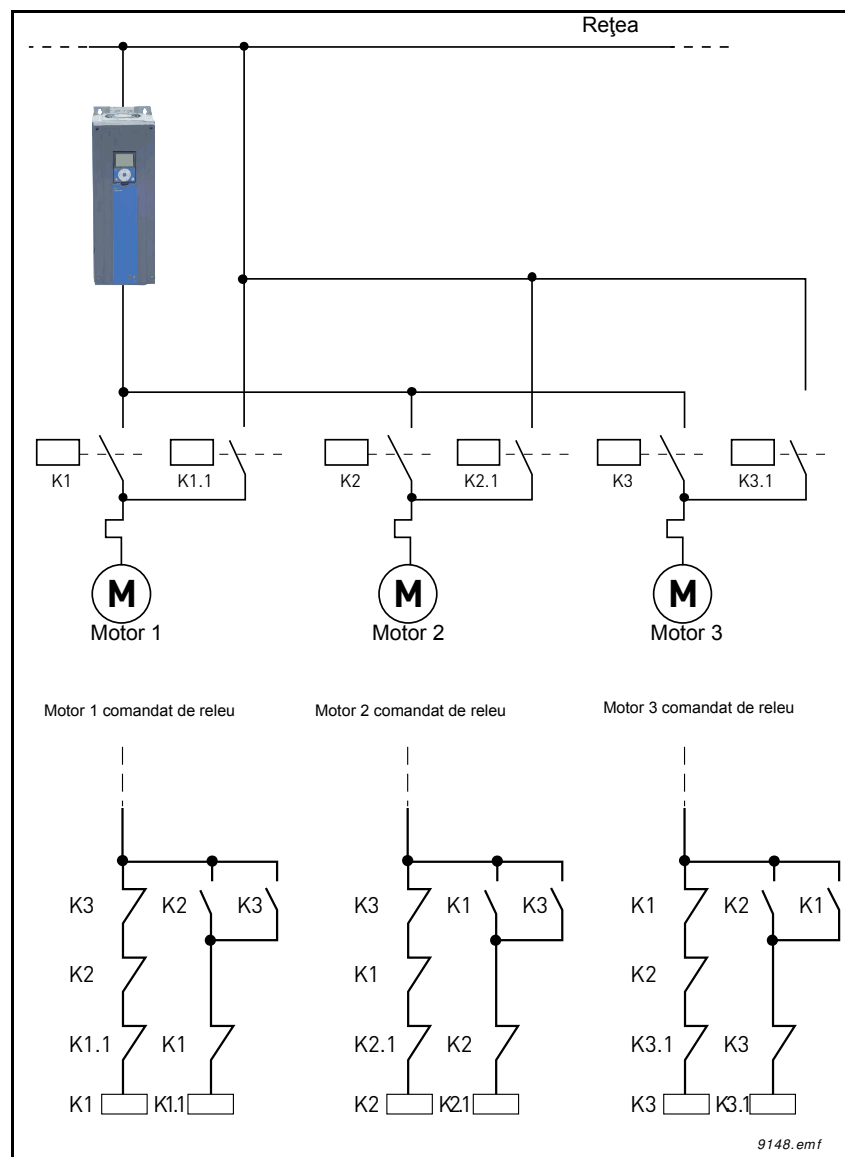 Reţea
K1 K1.1 K2 K2.1 K3 K3.1
M M M
Motor 1 Motor 2 Motor 3
Motor 1 comandat de releu Motor 2 comandat de releu Motor 3 comandat de releu
K3 K2 K3 K3 K1 K3 K1 K2 K1
K2 K1 K2
K1.1 K1 K2.1 K2 K3.1 K3
K1 K1.1 K2 K2.1 K3 K3.1
9148.emf